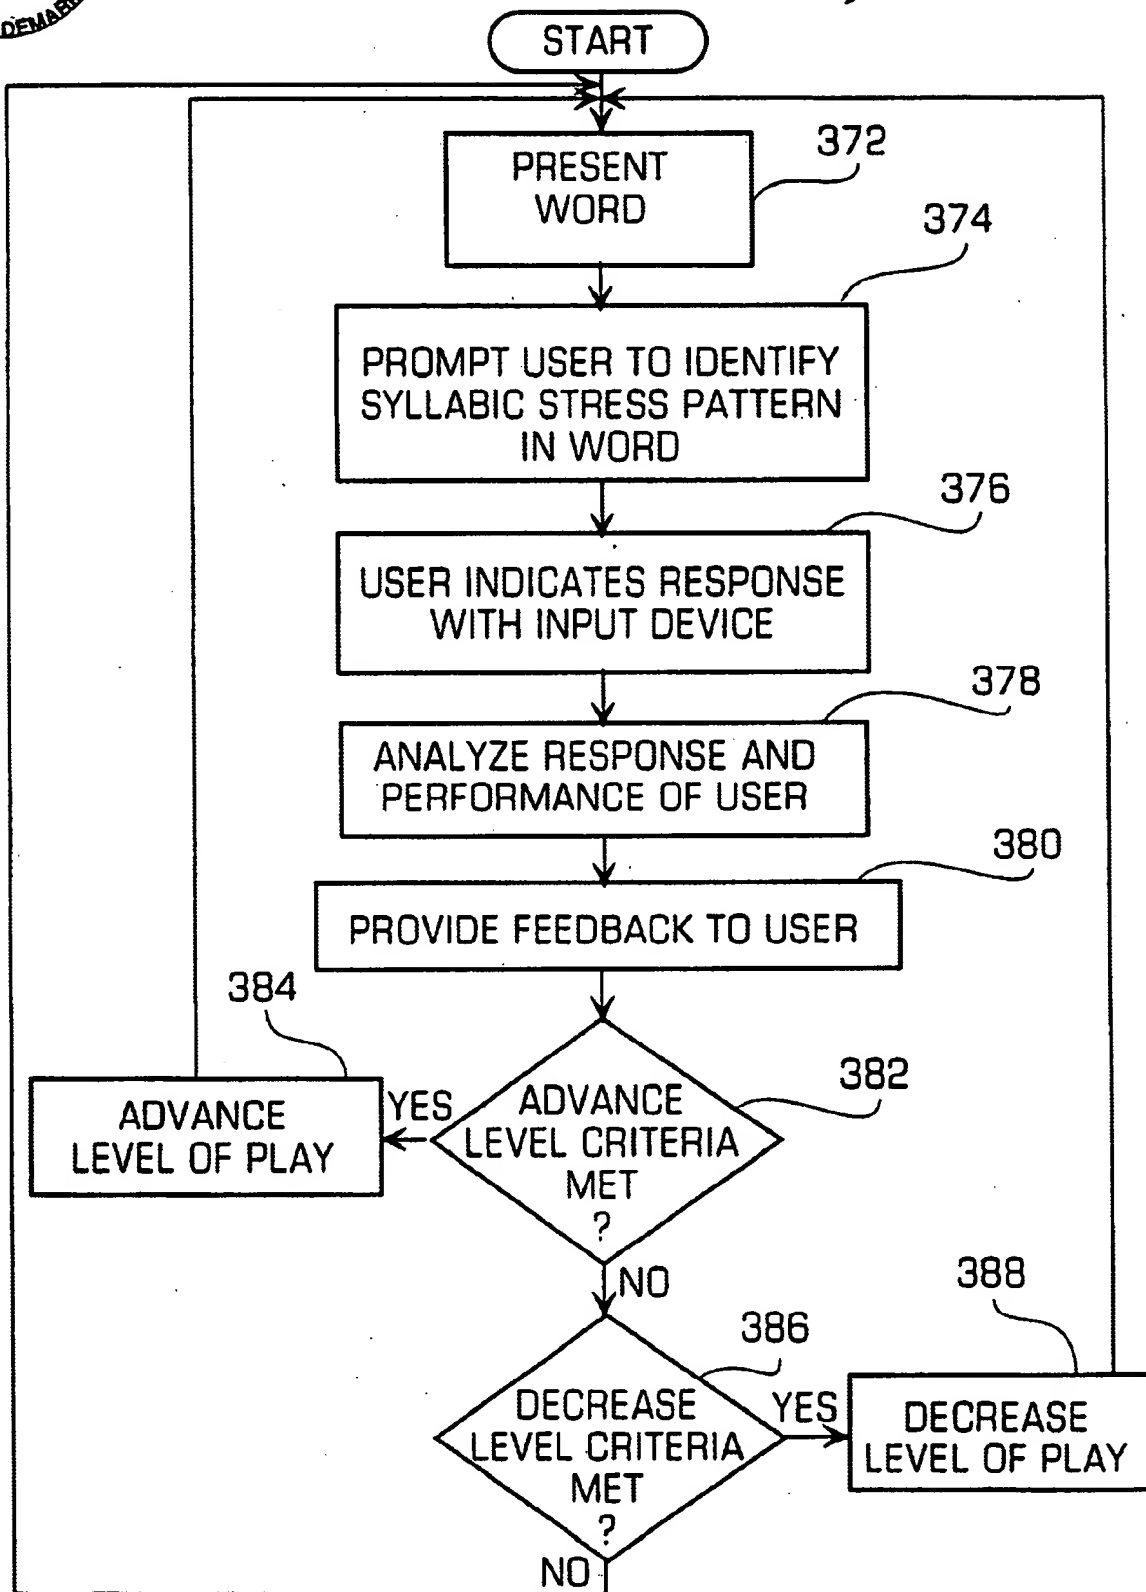 START
372
PRESENT
WORD
374
PROMPT USER TO IDENTIFY
SYLLABIC STRESS PATTERN
IN WORD
376
USER INDICATES RESPONSE
WITH INPUT DEVICE
378
ANALYZE RESPONSE AND
PERFORMANCE OF USER
380
PROVIDE FEEDBACK TO USER
384
382
ADVANCE
LEVEL OF PLAY
YES
ADVANCE
LEVEL CRITERIA
MET
?
NO
388
386
DECREASE
LEVEL CRITERIA
MET
?
YES
DECREASE
LEVEL OF PLAY
NO